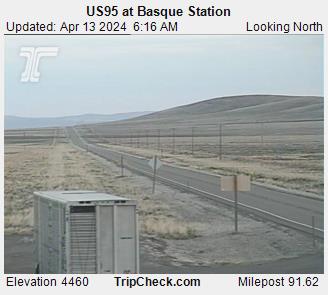 US95 at Basque Station
Updated: Apr 13 2024 6:16 AM Looking North
Elevation 4460 TripCheck.com Milepost 91.62